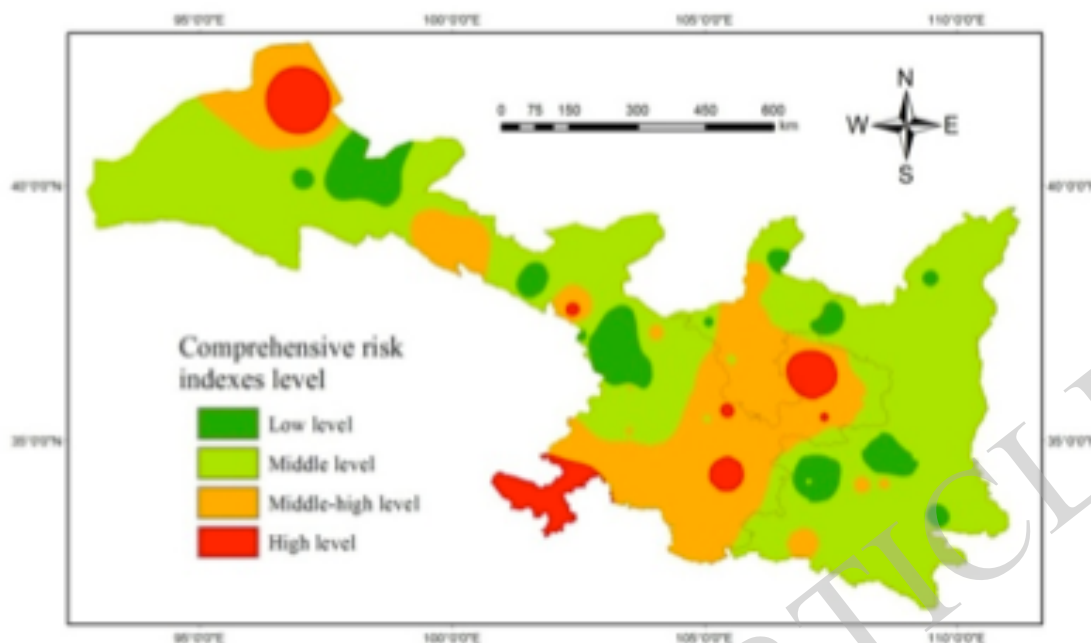 95°0'0"E 100°0'0"E 105°0'0"E 110°0'0"E
N
0 75 150 300 450 600
km
W E
S
40°0'0"N 40°0'0"N
Comprehensive risk
indexes level
Low level
Middle level
Middle-high level
High level
35°0'0"N 35°0'0"N
95°0'0"E 100°0'0"E 105°0'0"E 110°0'0"E